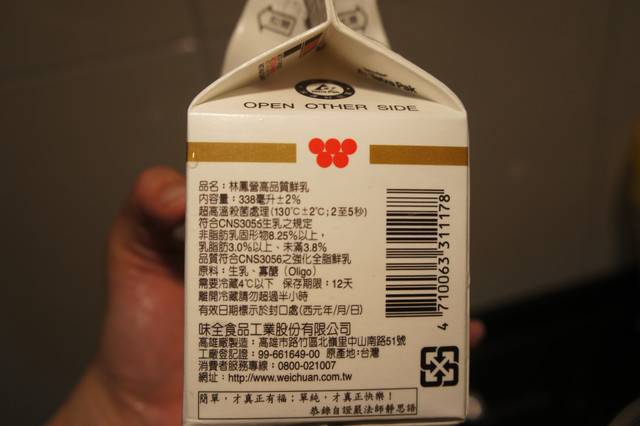 OPEN OTHER SIDE
品名：林鳳營高品質鮮乳
內容量：338毫升±2%
超高溫殺菌處理(130℃±2℃;2至5秒)
符合CNS3055生乳之規定
非脂肪乳固形物8.25%以上，
乳脂肪3.0%以上、未滿3.8%
品質符合CNS3056之強化全脂鮮乳
原料：生乳、寡醣（Oligo）
需要冷藏4℃以下 保存期限：12天
離開冷藏請勿超過半小時
有效日期標示於封口處(西元年/月/日)
味全食品工業股份有限公司
高雄廠製造：高雄市路竹區北嶺里中山南路51號
工廠登記證：99-661649-00 原產地:台灣
消費者服務專線：0800-021007
網址：http://www.weichuan.com.tw
簡單，才真正有福；單純，才真正快樂！
恭錄自證嚴法師靜思語
4 710063 311178